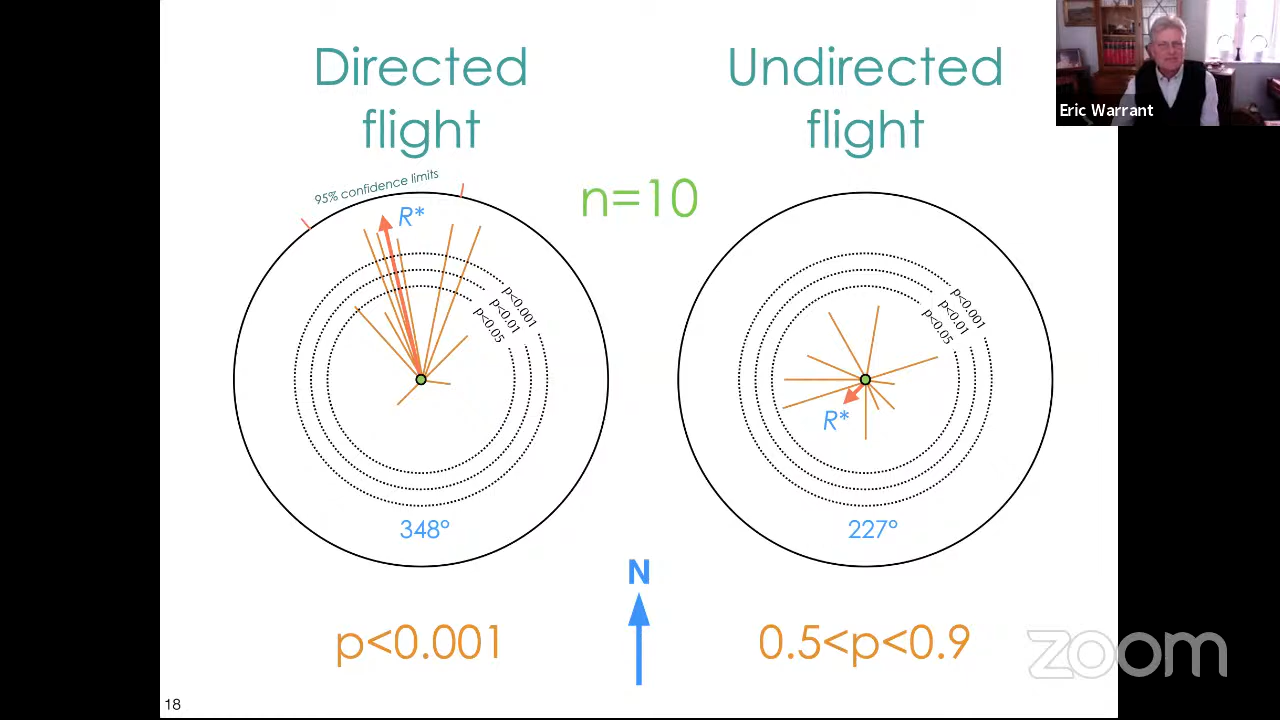 Directed
flight
Undirected
flight
Eric Warrant
95% confidence limits
R*
n=10
p<0.001
p<0.01
p<0.05
p<0.001
p<0.01
p<0.05
R*
348°
227°
N
p<0.001
0.5<p<0.9
zoom
18